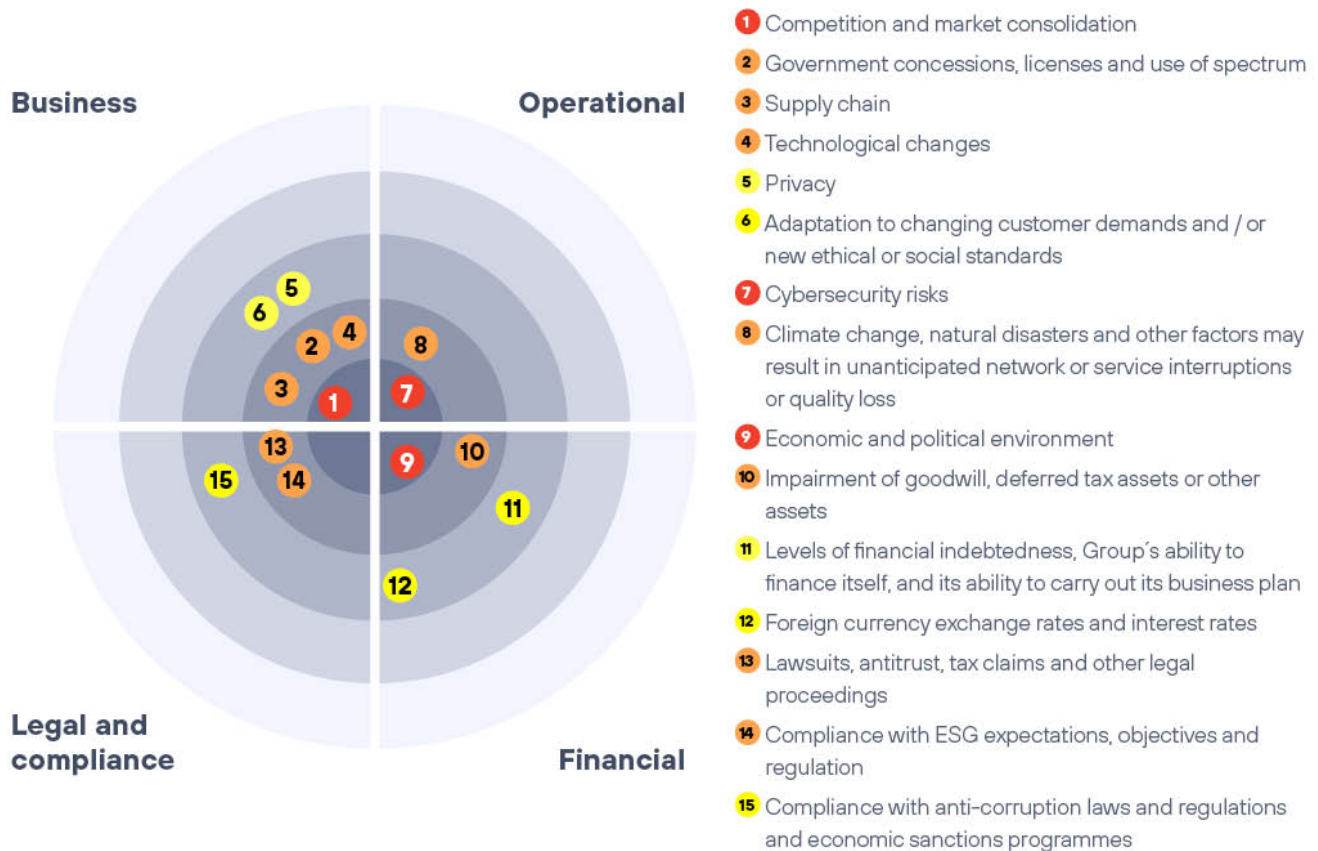 Business
Operational
5
6
4
2
8
3
7
1
13
10
9
15
14
11
12
Legal and
compliance
Financial
1 Competition and market consolidation
2 Government concessions, licenses and use of spectrum
3 Supply chain
4 Technological changes
5 Privacy
6 Adaptation to changing customer demands and / or
new ethical or social standards
7 Cybersecurity risks
8 Climate change, natural disasters and other factors may
result in unanticipated network or service interruptions
or quality loss
9 Economic and political environment
10 Impairment of goodwill, deferred tax assets or other
assets
11 Levels of financial indebtedness, Group´s ability to
finance itself, and its ability to carry out its business plan
12 Foreign currency exchange rates and interest rates
13 Lawsuits, antitrust, tax claims and other legal
proceedings
14 Compliance with ESG expectations, objectives and
regulation
15 Compliance with anti-corruption laws and regulations
and economic sanctions programmes